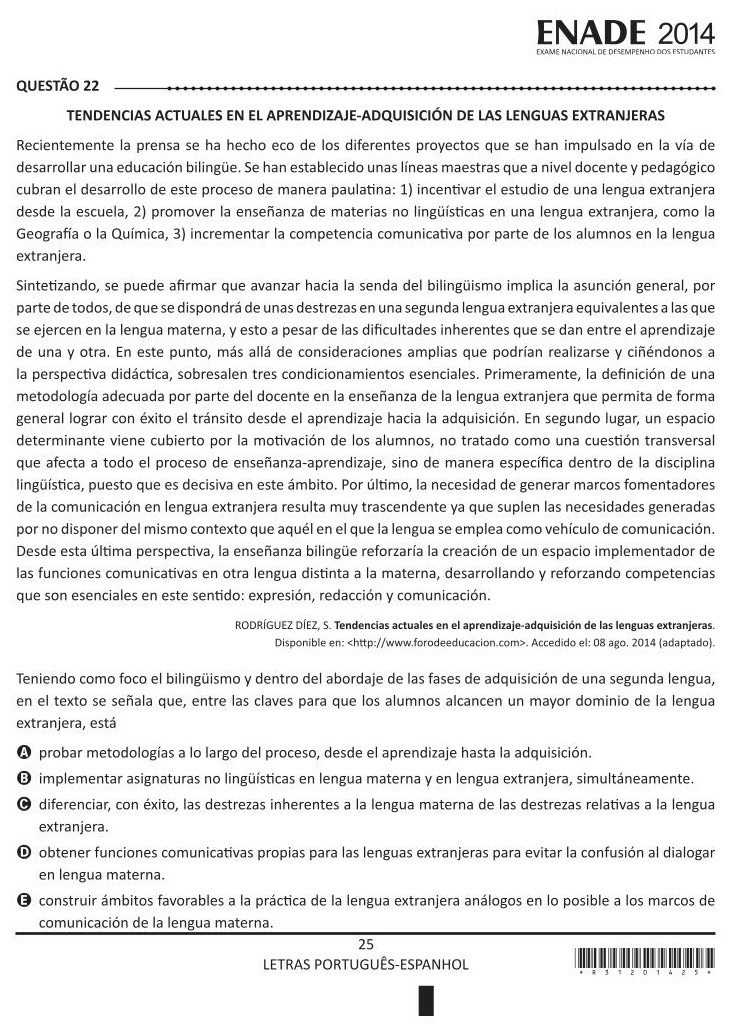 ENADE 2014
EXAME NACIONAL DE DESEMPENHO DOS ESTUDANTES
QUESTÃO 22
TENDENCIAS ACTUALES EN EL APRENDIZAJE-ADQUISICIÓN DE LAS LENGUAS EXTRANJERAS
Recientemente la prensa se ha hecho eco de los diferentes proyectos que se han impulsado en la vía de
desarrollar una educación bilingüe. Se han establecido unas líneas maestras que a nivel docente y pedagógico
cubran el desarrollo de este proceso de manera paulatina: 1) incentivar el estudio de una lengua extranjera
desde la escuela, 2) promover la enseñanza de materias no lingüísticas en una lengua extranjera, como la
Geografía o la Química, 3) incrementar la competencia comunicativa por parte de los alumnos en la lengua
extranjera.
Sintetizando, se puede afirmar que avanzar hacia la senda del bilingüismo implica la asunción general, por
parte de todos, de que se dispondrá de unas destrezas en una segunda lengua extranjera equivalentes a las que
se ejercen en la lengua materna, y esto a pesar de las dificultades inherentes que se dan entre el aprendizaje
de una y otra. En este punto, más allá de consideraciones amplias que podrían realizarse y ciñéndonos a
la perspectiva didáctica, sobresalen tres condicionamientos esenciales. Primeramente, la definición de una
metodología adecuada por parte del docente en la enseñanza de la lengua extranjera que permita de forma
general lograr con éxito el tránsito desde el aprendizaje hacia la adquisición. En segundo lugar, un espacio
determinante viene cubierto por la motivación de los alumnos, no tratado como una cuestión transversal
que afecta a todo el proceso de enseñanza-aprendizaje, sino de manera específica dentro de la disciplina
lingüística, puesto que es decisiva en este ámbito. Por último, la necesidad de generar marcos fomentadores
de la comunicación en lengua extranjera resulta muy trascendente ya que suplen las necesidades generadas
por no disponer del mismo contexto que aquél en el que la lengua se emplea como vehículo de comunicación.
Desde esta última perspectiva, la enseñanza bilingüe reforzaría la creación de un espacio implementador de
las funciones comunicativas en otra lengua distinta a la materna, desarrollando y reforzando competencias
que son esenciales en este sentido: expresión, redacción y comunicación.
RODRÍGUEZ DÍEZ, S. Tendencias actuales en el aprendizaje-adquisición de las lenguas extranjeras.
Disponible en: <http://www.forodeeducacion.com>. Accedido el: 08 ago. 2014 (adaptado).
Teniendo como foco el bilingüismo y dentro del abordaje de las fases de adquisición de una segunda lengua,
en el texto se señala que, entre las claves para que los alumnos alcancen un mayor dominio de la lengua
extranjera, está
A probar metodologías a lo largo del proceso, desde el aprendizaje hasta la adquisición.
B implementar asignaturas no lingüísticas en lengua materna y en lengua extranjera, simultáneamente.
C diferenciar, con éxito, las destrezas inherentes a la lengua materna de las destrezas relativas a la lengua
extranjera.
D obtener funciones comunicativas propias para las lenguas extranjeras para evitar la confusión al dialogar
en lengua materna.
E construir ámbitos favorables a la práctica de la lengua extranjera análogos en lo posible a los marcos de
comunicación de la lengua materna.
25
LETRAS PORTUGUÊS-ESPANHOL
* R 3 1 2 0 1 4 2 5 *